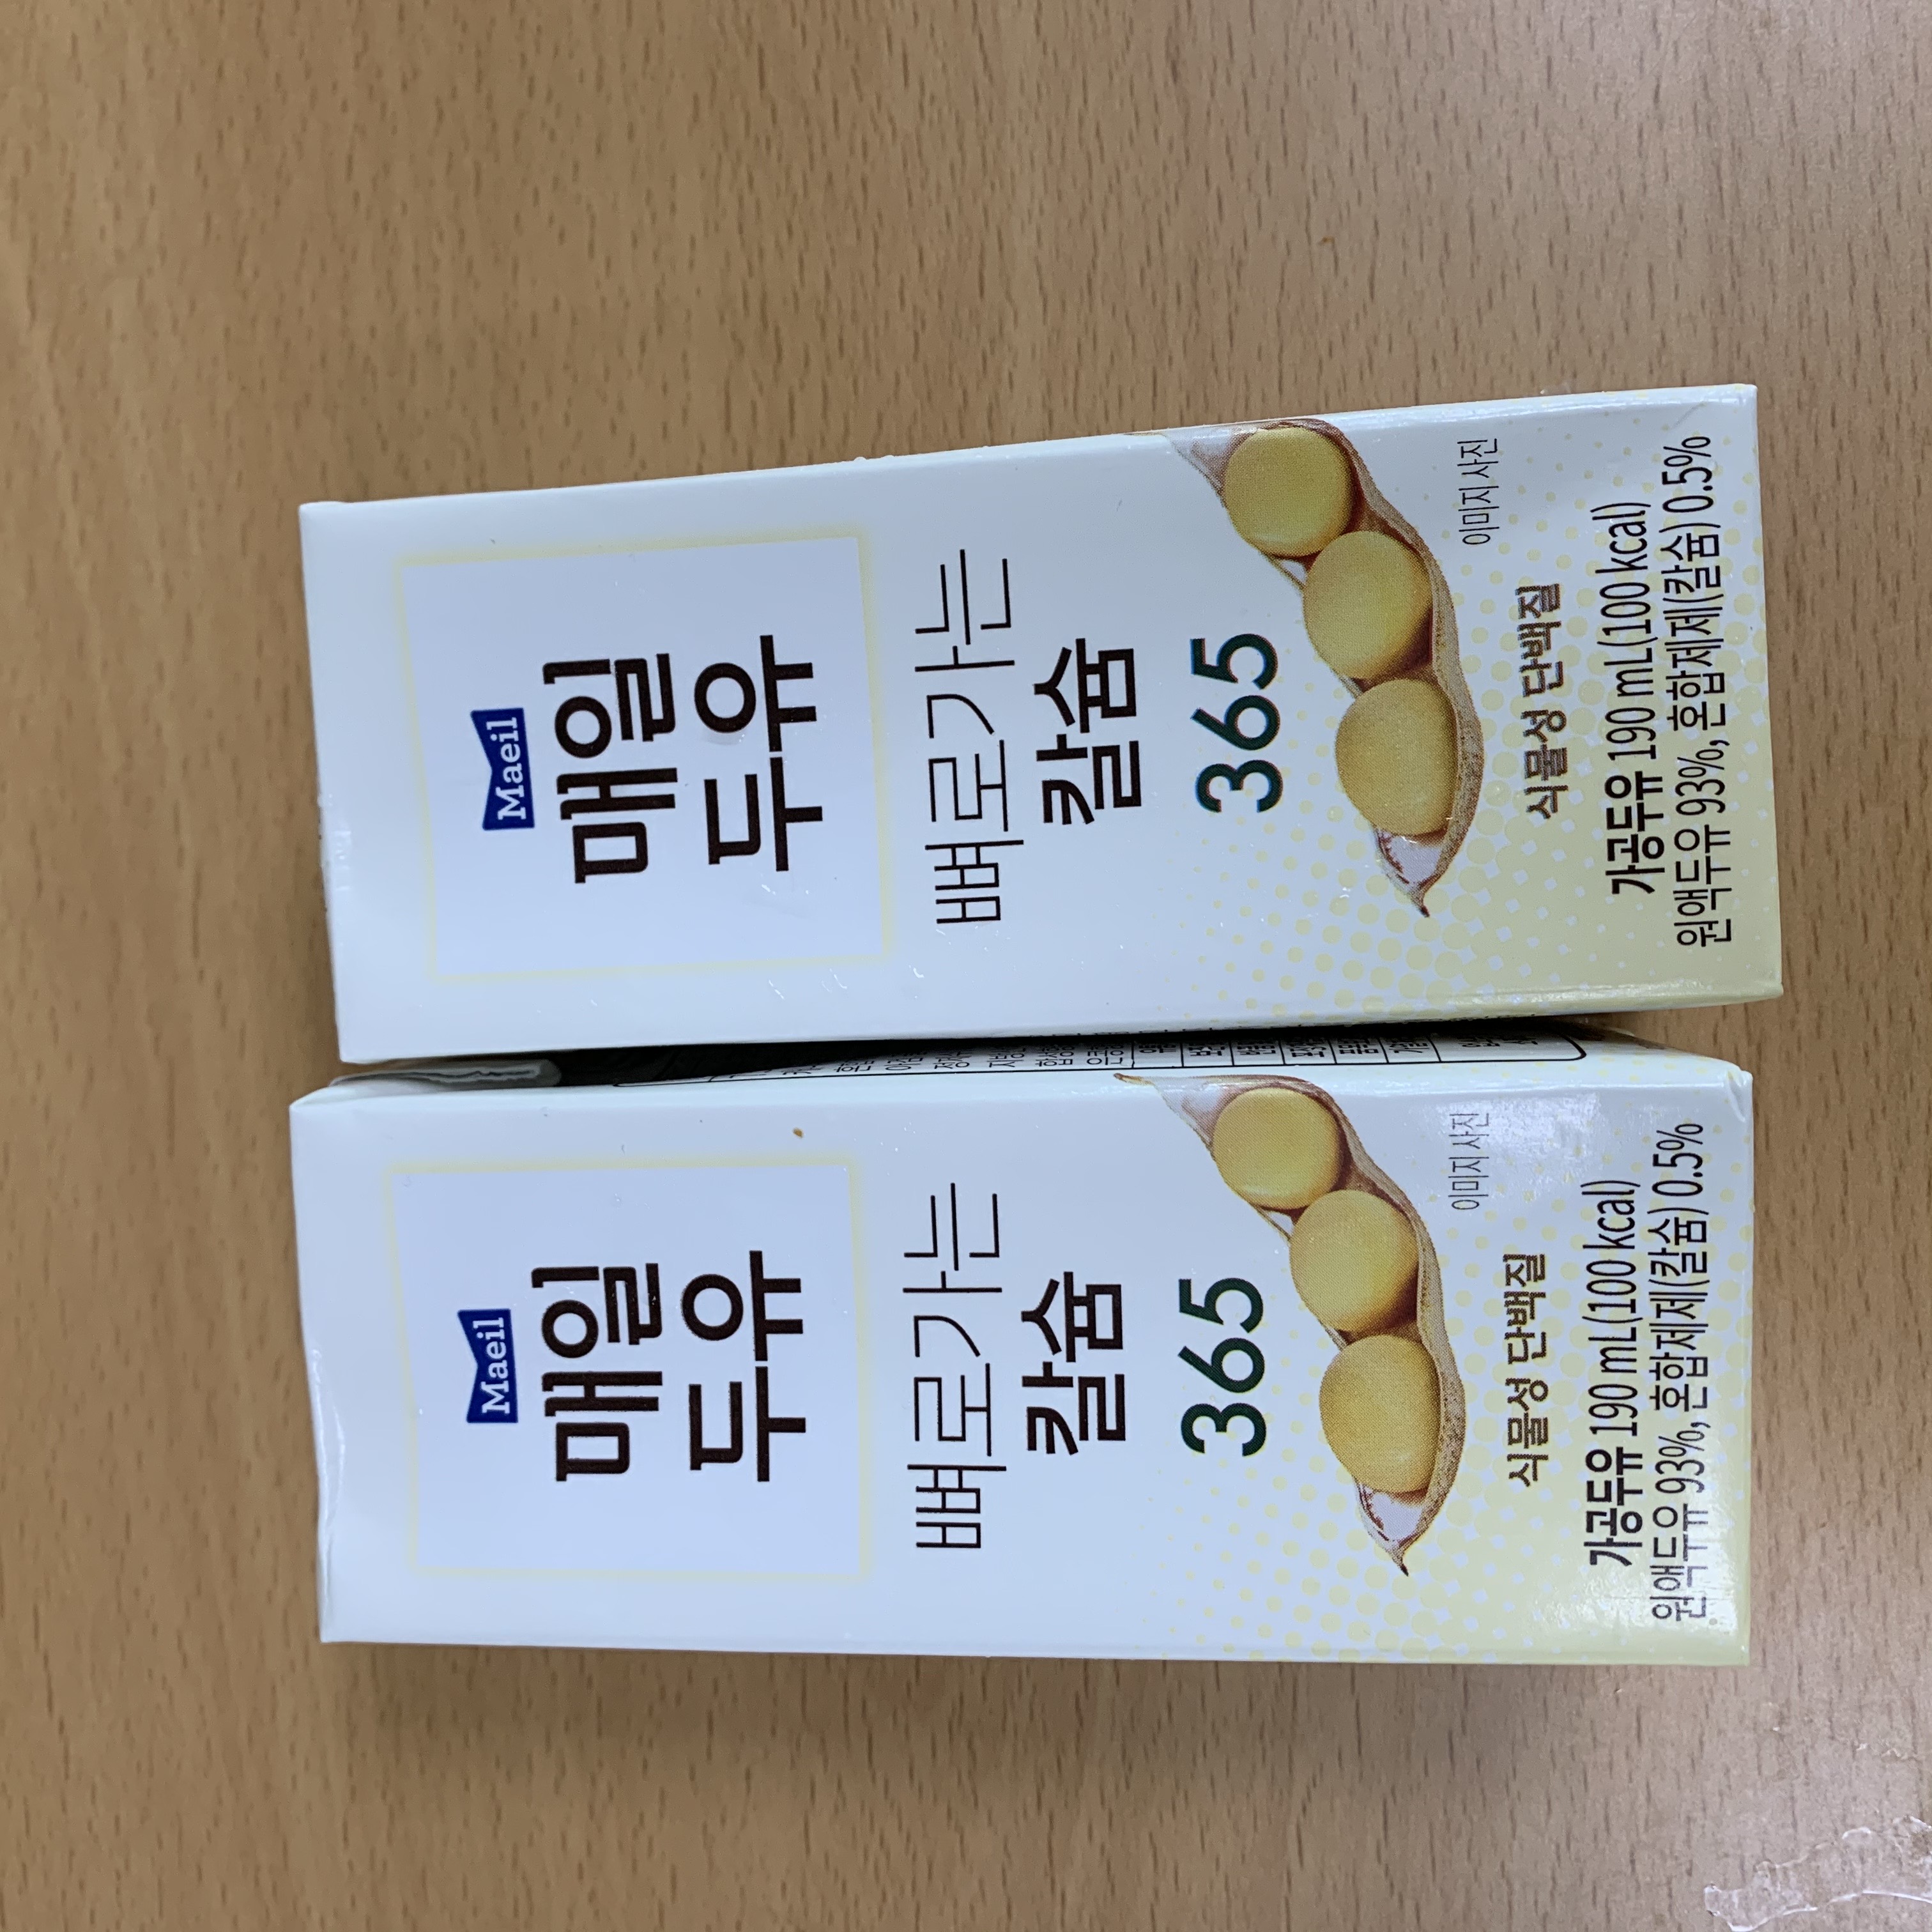 Maeil
매일
두유
뼈로가는
칼슘
365
이미지 사진
식물성 단백질
가공두유 190 mL(100 kcal)
원액두유 93%, 혼합제제(칼슘) 0.5%
Maeil
매일
두유
뼈로가는
칼슘
365
이미지 사진
식물성 단백질
가공두유 190 mL(100 kcal)
원액두유 93%, 혼합제제(칼슘) 0.5%